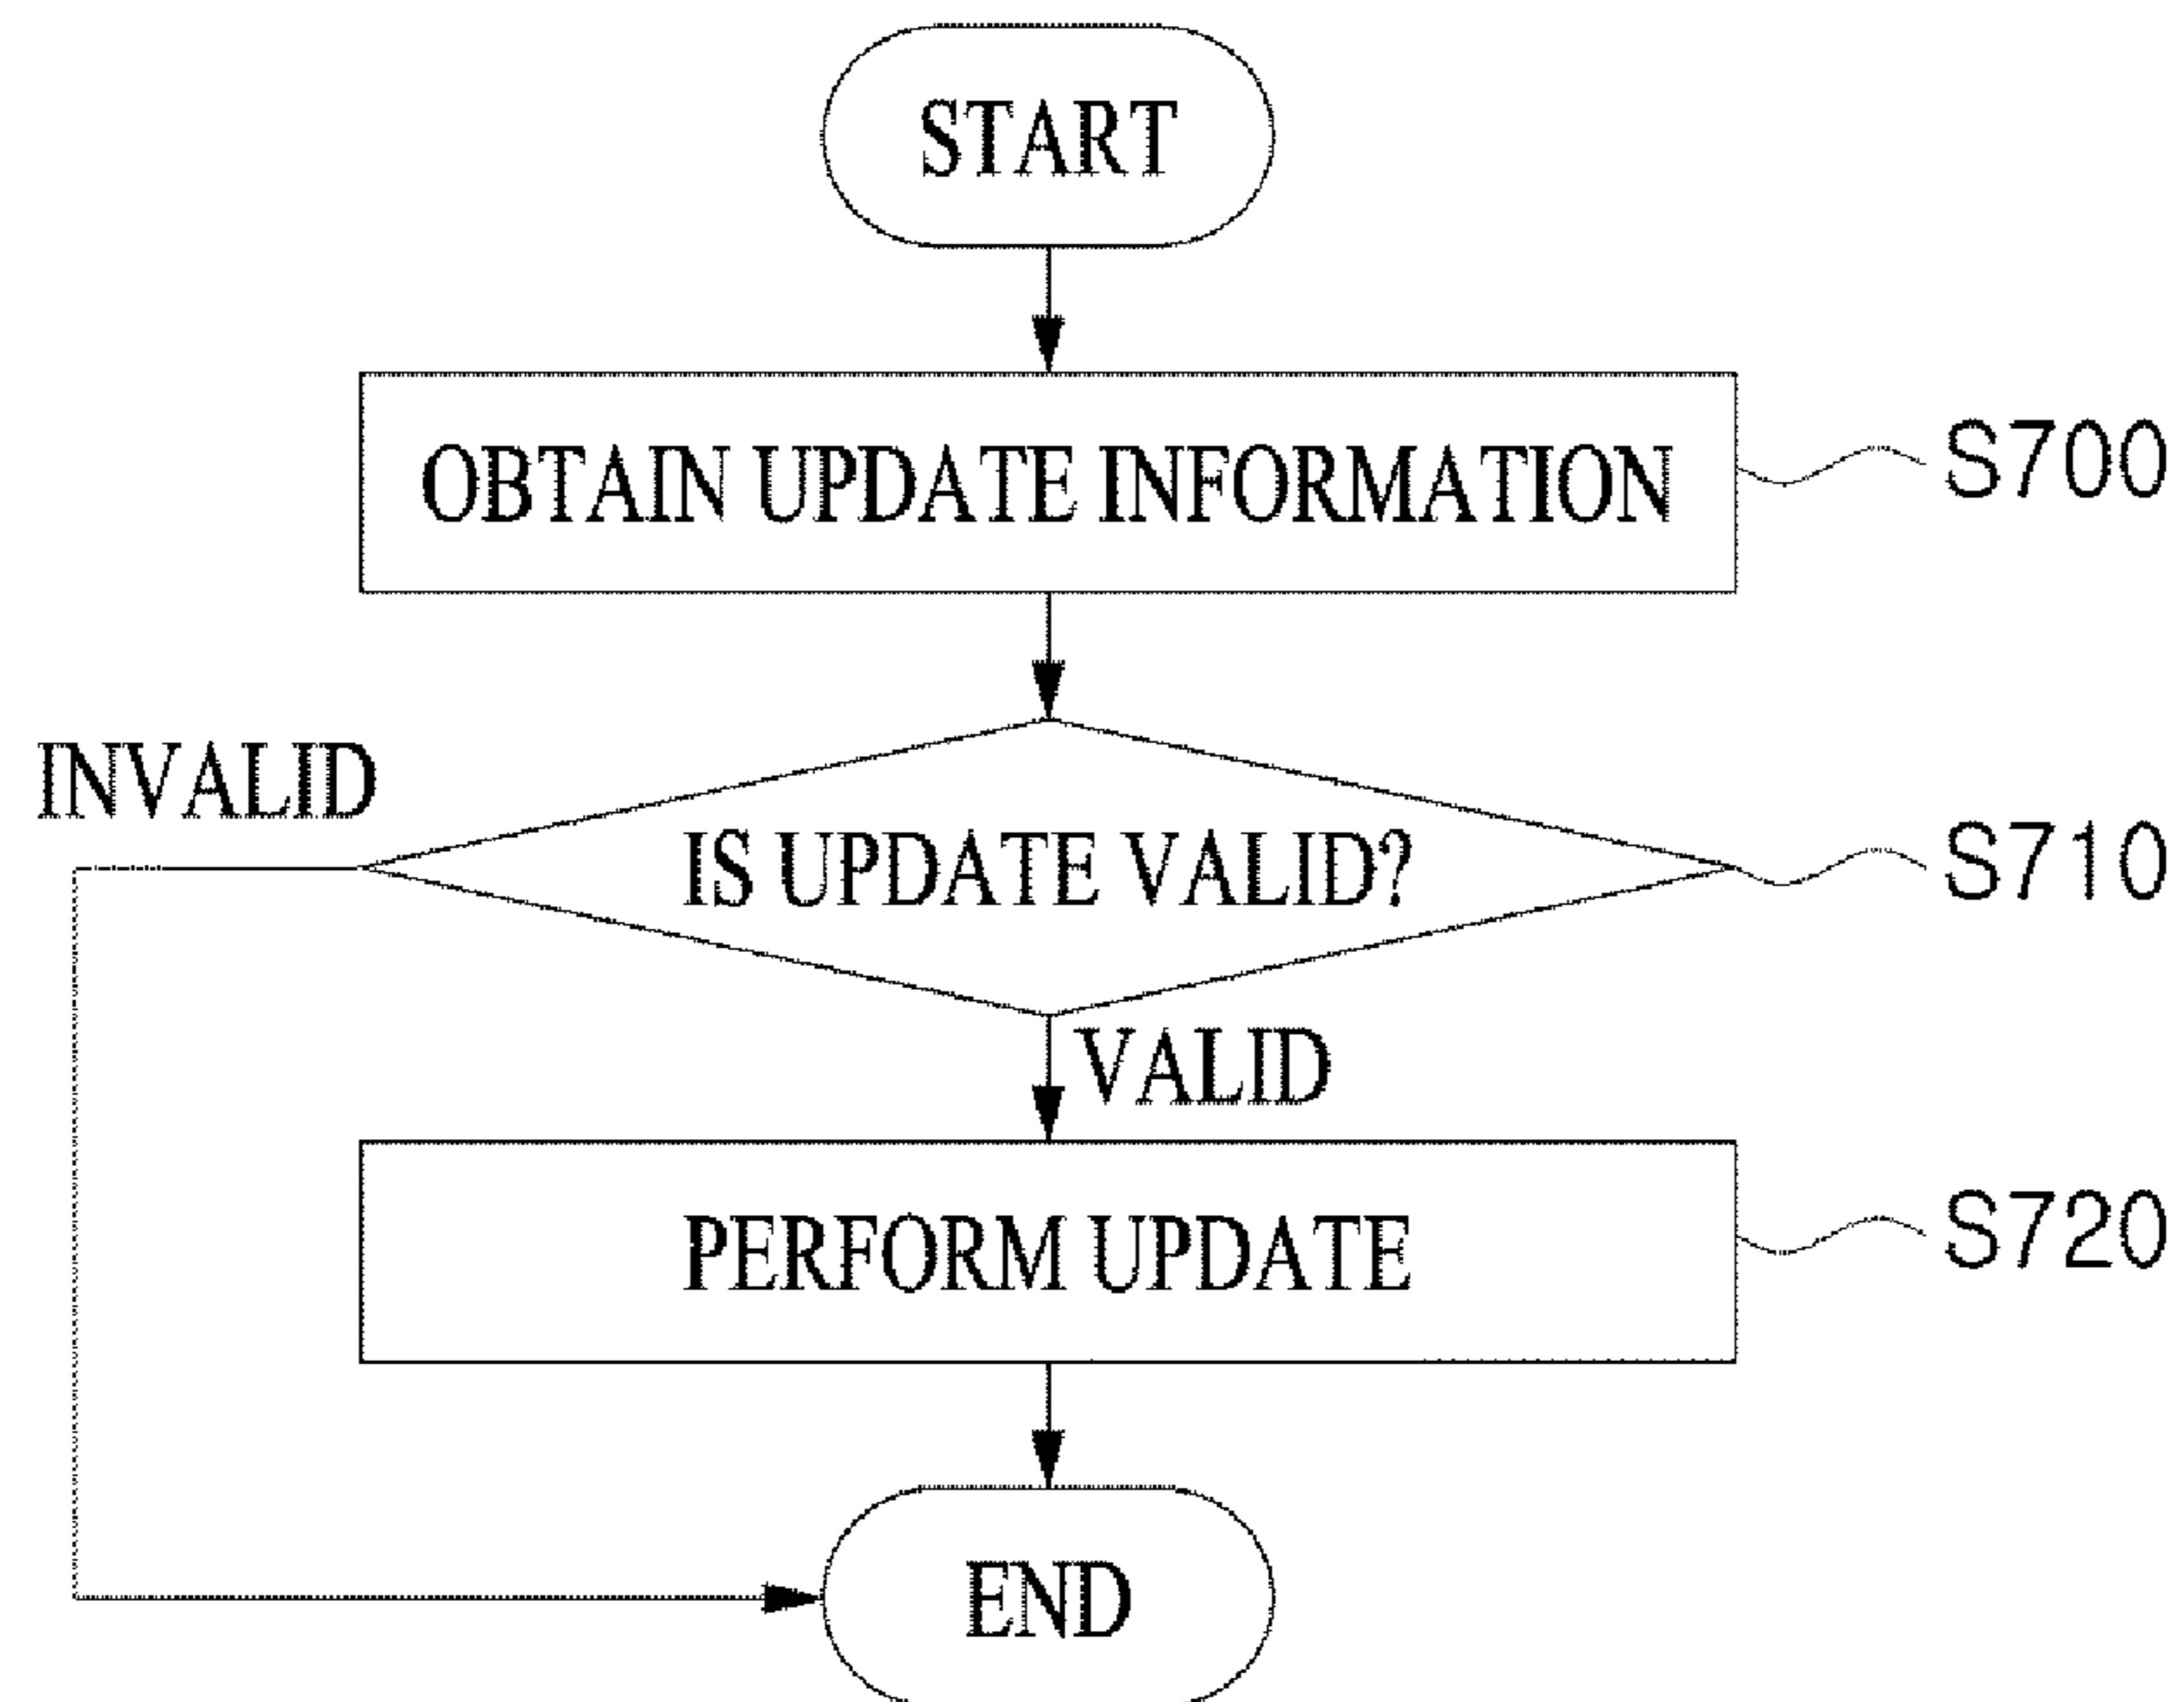 START
OBTAIN UPDATE INFORMATION
S700
INVALID
IS UPDATE VALID?
S710
VALID
PERFORM UPDATE
S720
END